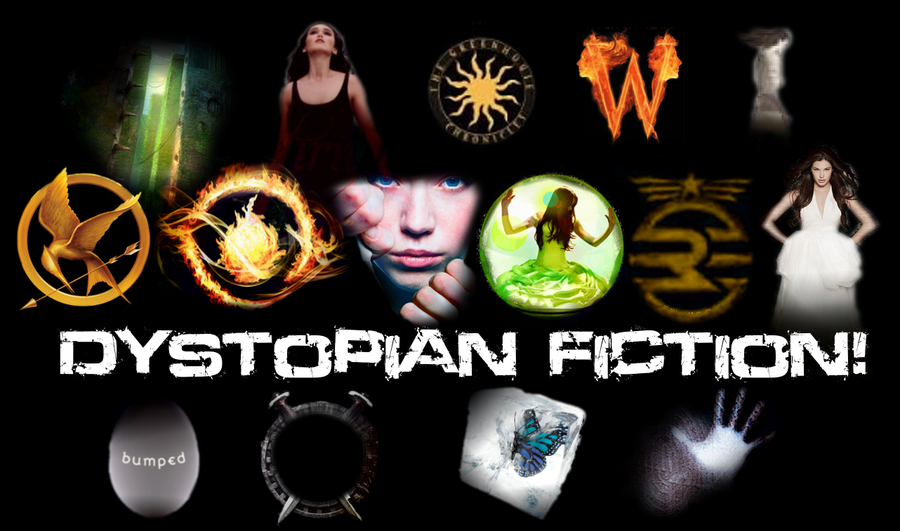 THE GREENHOUSE
CHRONICLES
W
DYSTOPIAN FICTION!
bumped